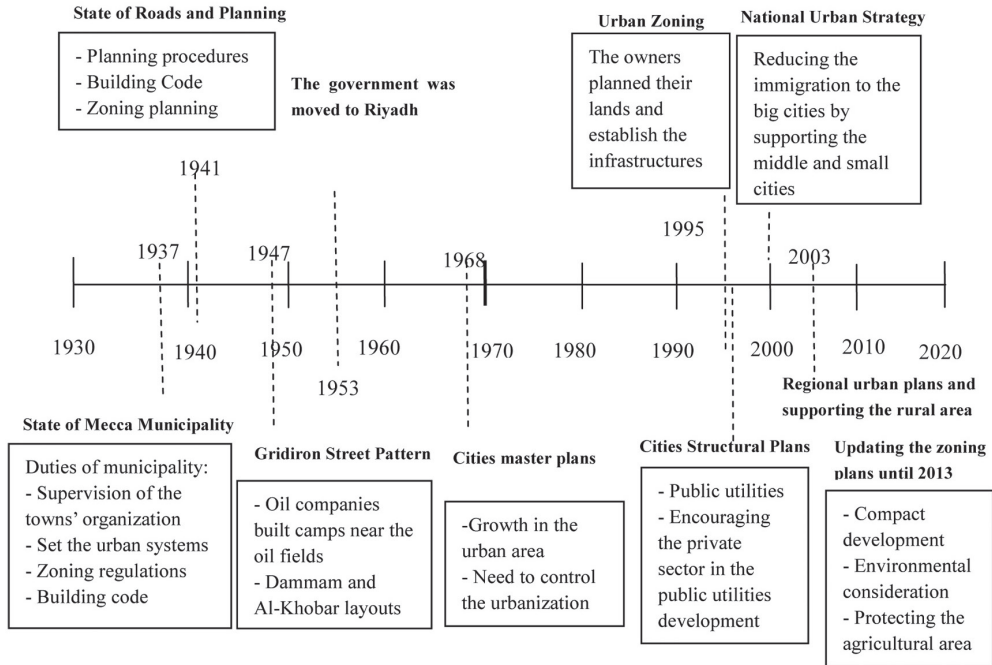 State of Roads and Planning
- Planning procedures
- Building Code
- Zoning planning
The government was
moved to Riyadh
Urban Zoning
The owners
planned their
lands and
establish the
infrastructures
National Urban Strategy
Reducing the
immigration to the
big cities by
supporting the
middle and small
cities
1941
1937
1947
1968
1995
2003
1930
1940
1950
1960
1970
1980
1990
2000
2010
2020
1953
State of Mecca Municipality
Duties of municipality:
- Supervision of the
towns' organization
- Set the urban systems
- Zoning regulations
- Building code
Gridiron Street Pattern
- Oil companies
built camps near the
oil fields
- Dammam and
Al-Khobar layouts
Cities master plans
-Growth in the
urban area
- Need to control
the urbanization
Cities Structural Plans
- Public utilities
- Encouraging
the private
sector in the
public utilities
development
Regional urban plans and
supporting the rural area
Updating the zoning
plans until 2013
- Compact
development
- Environmental
consideration
- Protecting the
agricultural area